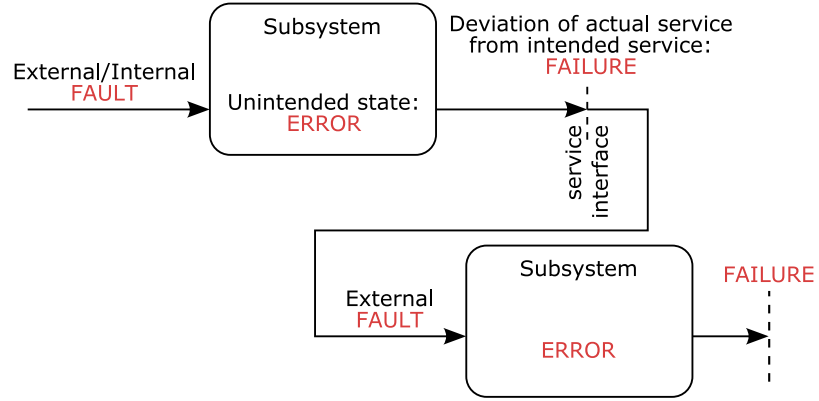 Subsystem
Deviation of actual service
from intended service:
FAILURE
External/Internal
FAULT
Unintended state:
ERROR
service
interface
Subsystem
FAILURE
External
FAULT
ERROR